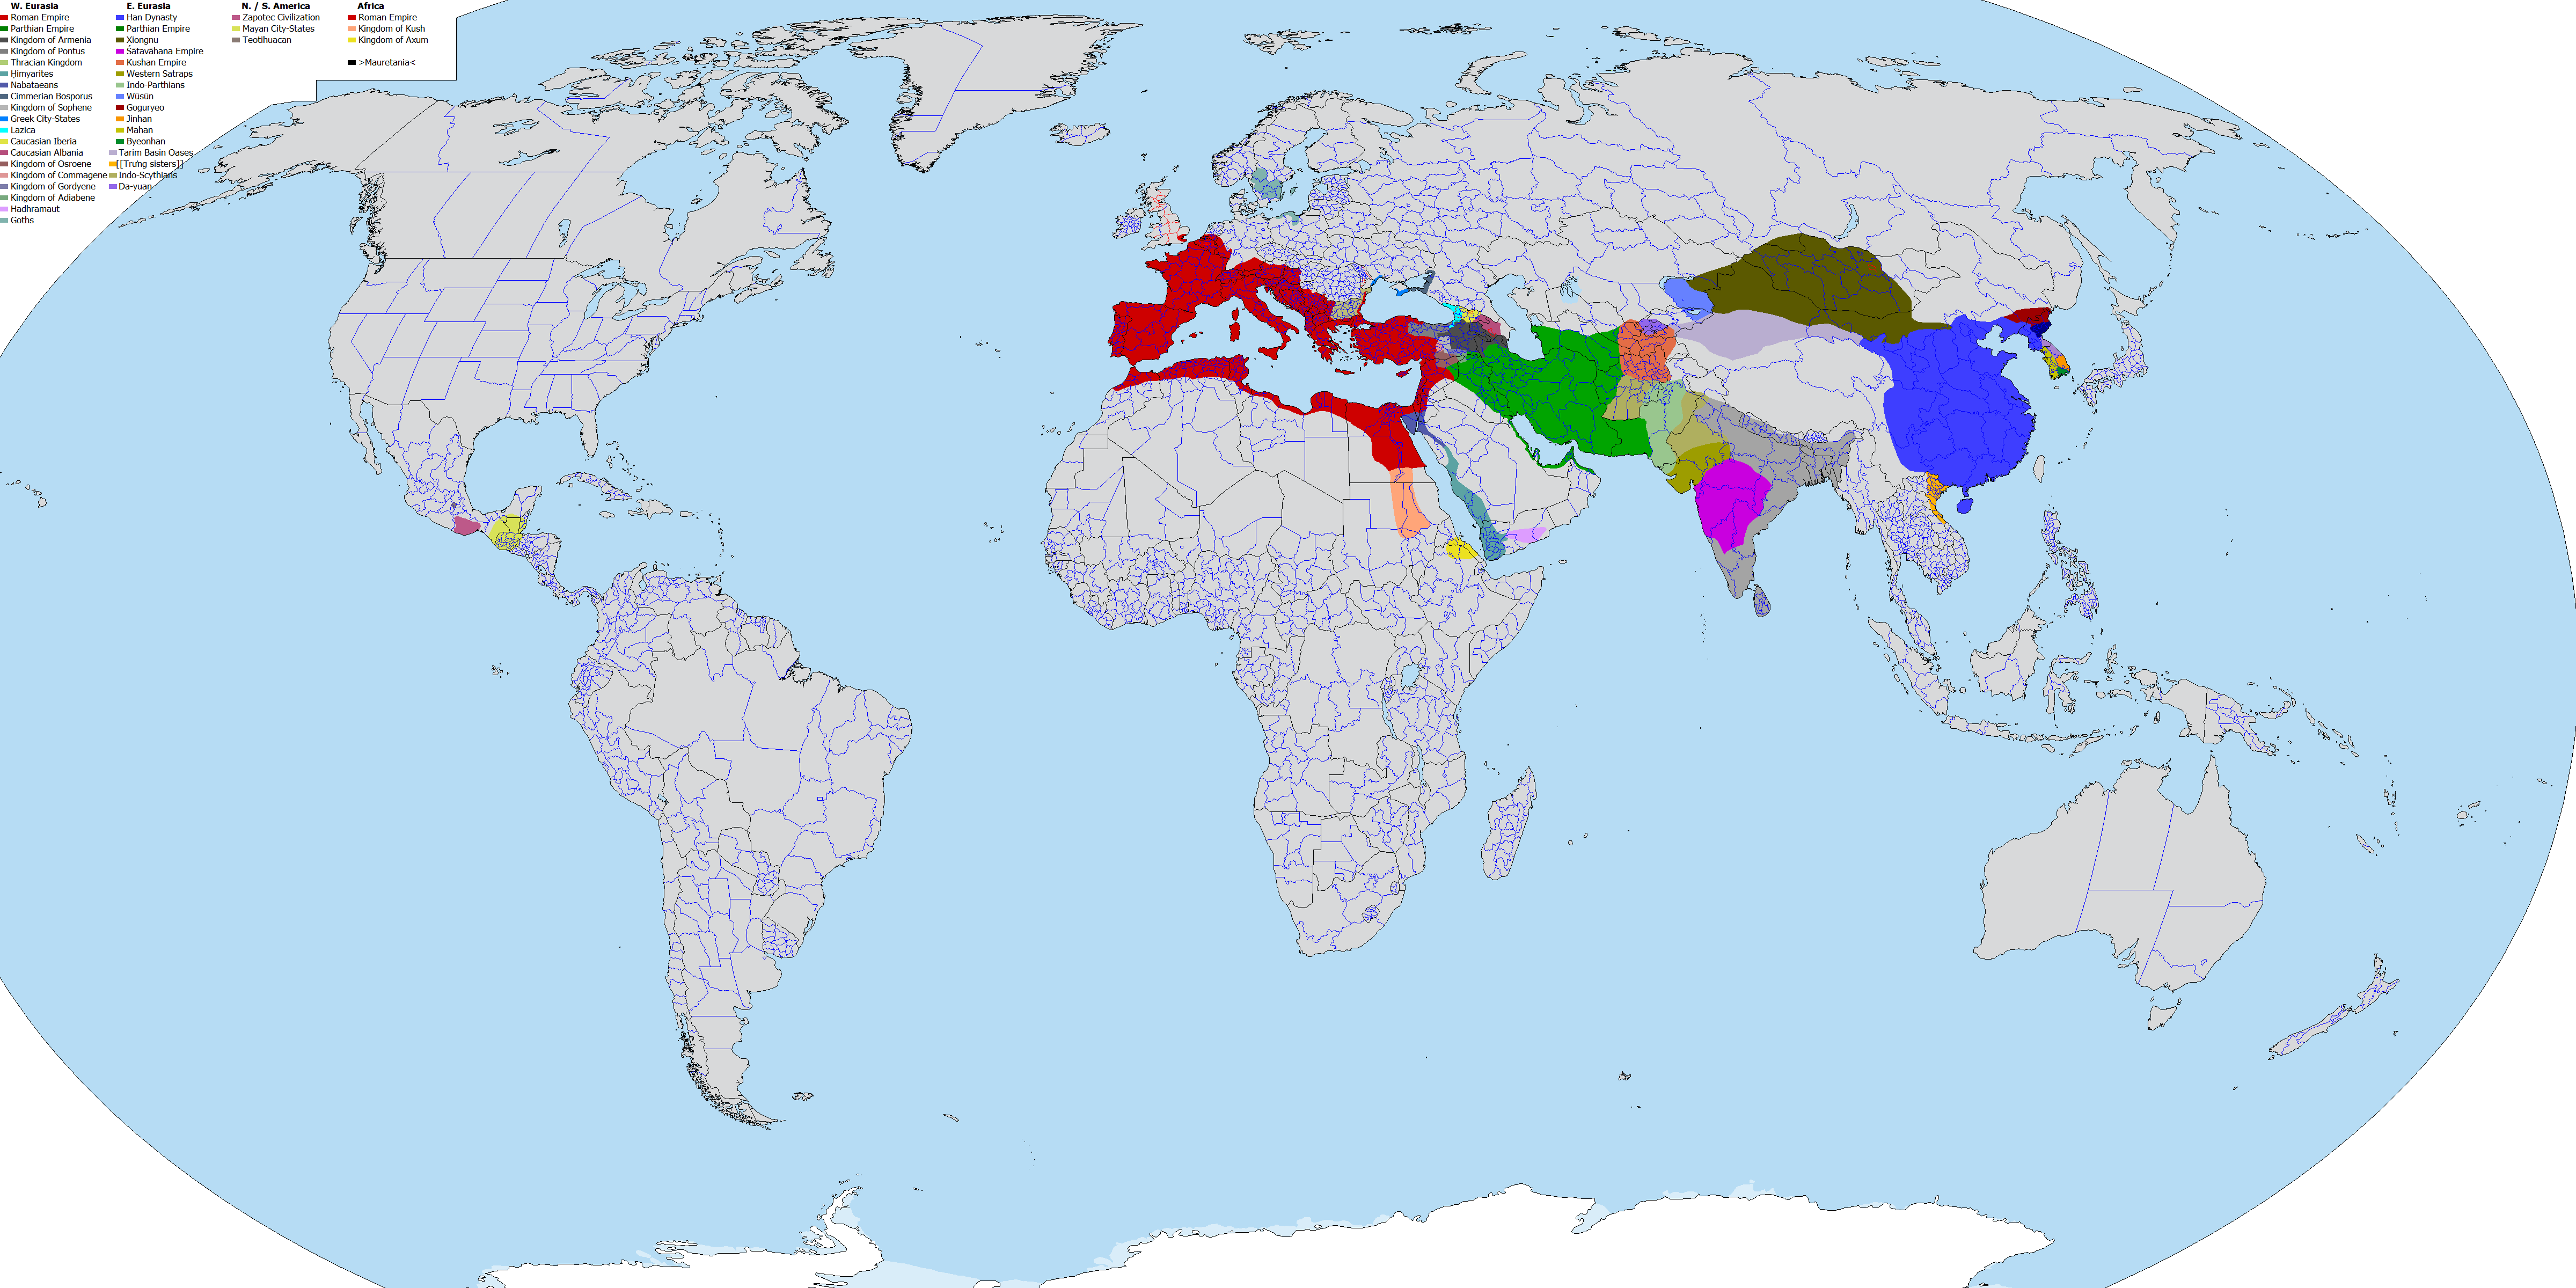 W. Eurasia
Roman Empire
Parthian Empire
Kingdom of Armenia
Kingdom of Pontus
Thracian Kingdom
Ḥimyarites
Nabataeans
Cimmerian Bosporus
Kingdom of Sophene
Greek City-States
Lazica
Caucasian Iberia
Caucasian Albania
Kingdom of Osroene
Kingdom of Commagene
Kingdom of Gordyene
Kingdom of Adiabene
Hadhramaut
Goths
E. Eurasia
Han Dynasty
Parthian Empire
Xiongnu
Śātavāhana Empire
Kushan Empire
Western Satraps
Indo-Parthians
Wūsūn
Goguryeo
Jinhan
Mahan
Byeonhan
Tarim Basin Oases
[[Trưng sisters]]
Indo-Scythians
Da-yuan
N. / S. America
Zapotec Civilization
Mayan City-States
Teotihuacan
Africa
Roman Empire
Kingdom of Kush
Kingdom of Axum
>Mauretania<